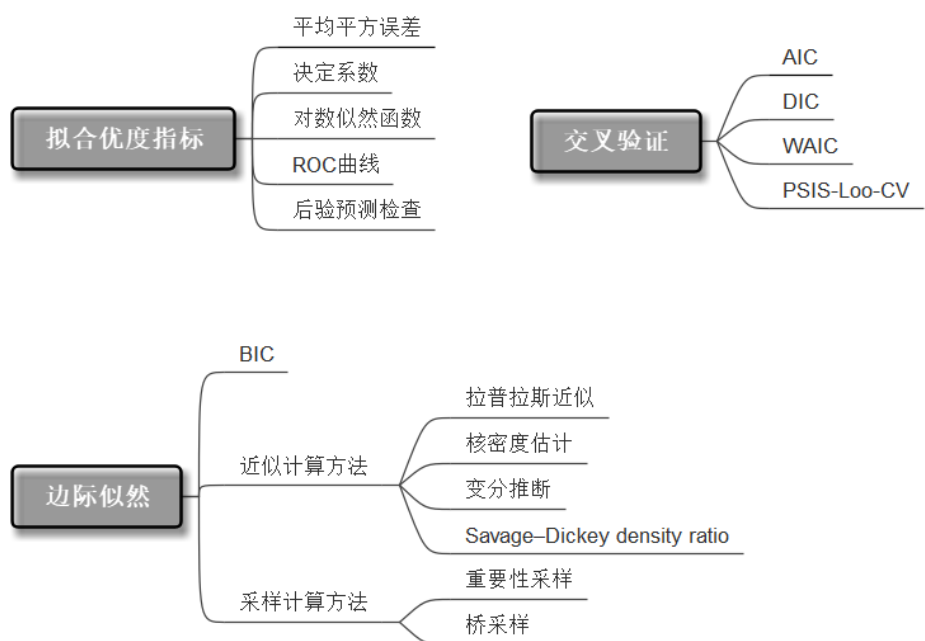 拟合优度指标
平均平方误差
决定系数
对数似然函数
ROC曲线
后验预测检查
交叉验证
AIC
DIC
WAIC
PSIS-Loo-CV
边际似然
BIC
近似计算方法
拉普拉斯近似
核密度估计
变分推断
Savage–Dickey density ratio
采样计算方法
重要性采样
桥采样